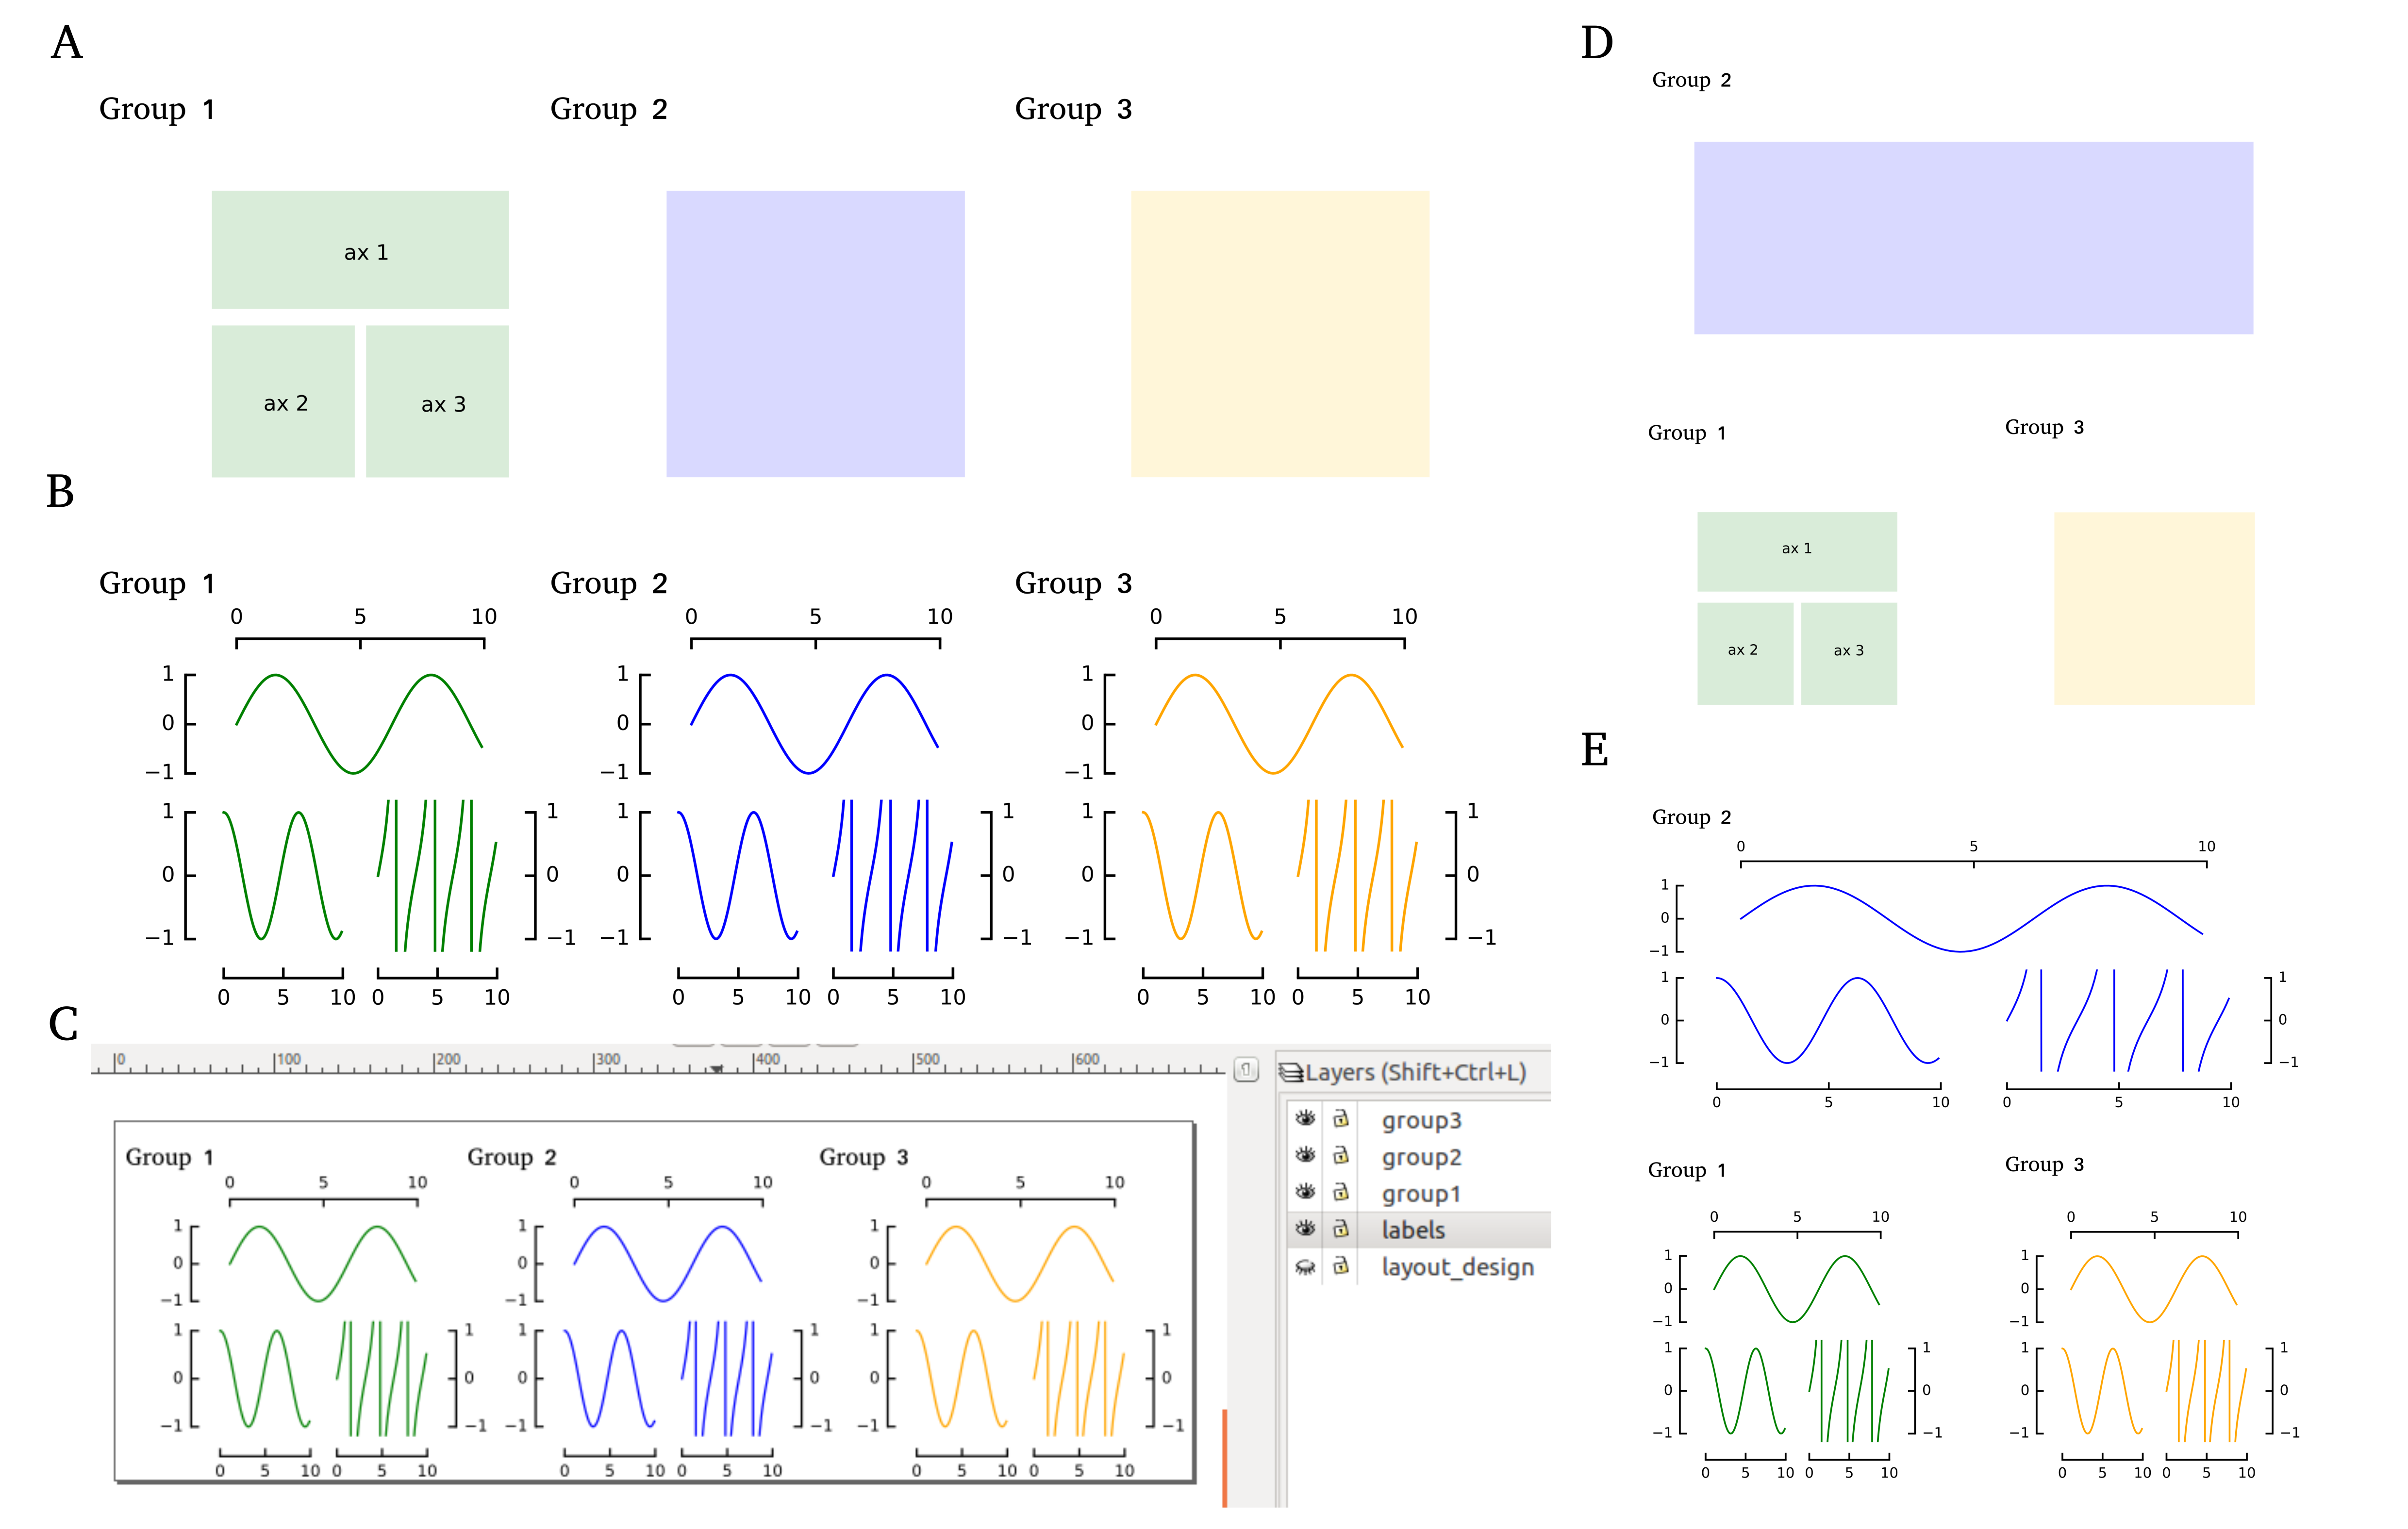 A
Group 1 Group 2 Group 3
ax 1
ax 2 ax 3
B
Group 1 Group 2 Group 3
0 5 10 0 5 10 0 5 10
1 1 1
0 0 0
−1 −1 −1
1 1 1 1 1 1
0 0 0 0 0 0
−1 −1 −1 −1 −1 −1
0 5 10 0 5 10 0 5 10 0 5 10 0 5 10 0 5 10
C
0 100 200 300 400 500 600
Group 1 Group 2 Group 3
0 5 10 0 5 10 0 5 10
1 1 1
0 0 0
−1 −1 −1
1 1 1 1 1 1
0 0 0 0 0 0
−1 −1 −1 −1 −1 −1
0 5 10 0 5 10 0 5 10 0 5 10 0 5 10 0 5 10
Layers (Shift+Ctrl+L)
group3
group2
group1
labels
layout_design
D
Group 2
Group 1 Group 3
ax 1
ax 2 ax 3
E
Group 2
0 5 10
1
0
−1
1 1
0 0
−1 −1
0 5 10 0 5 10
Group 1 Group 3
0 5 10 0 5 10
1 1
0 0
−1 −1
1 1 1 1
0 0 0 0
−1 −1 −1 −1
0 5 10 0 5 10 0 5 10 0 5 10